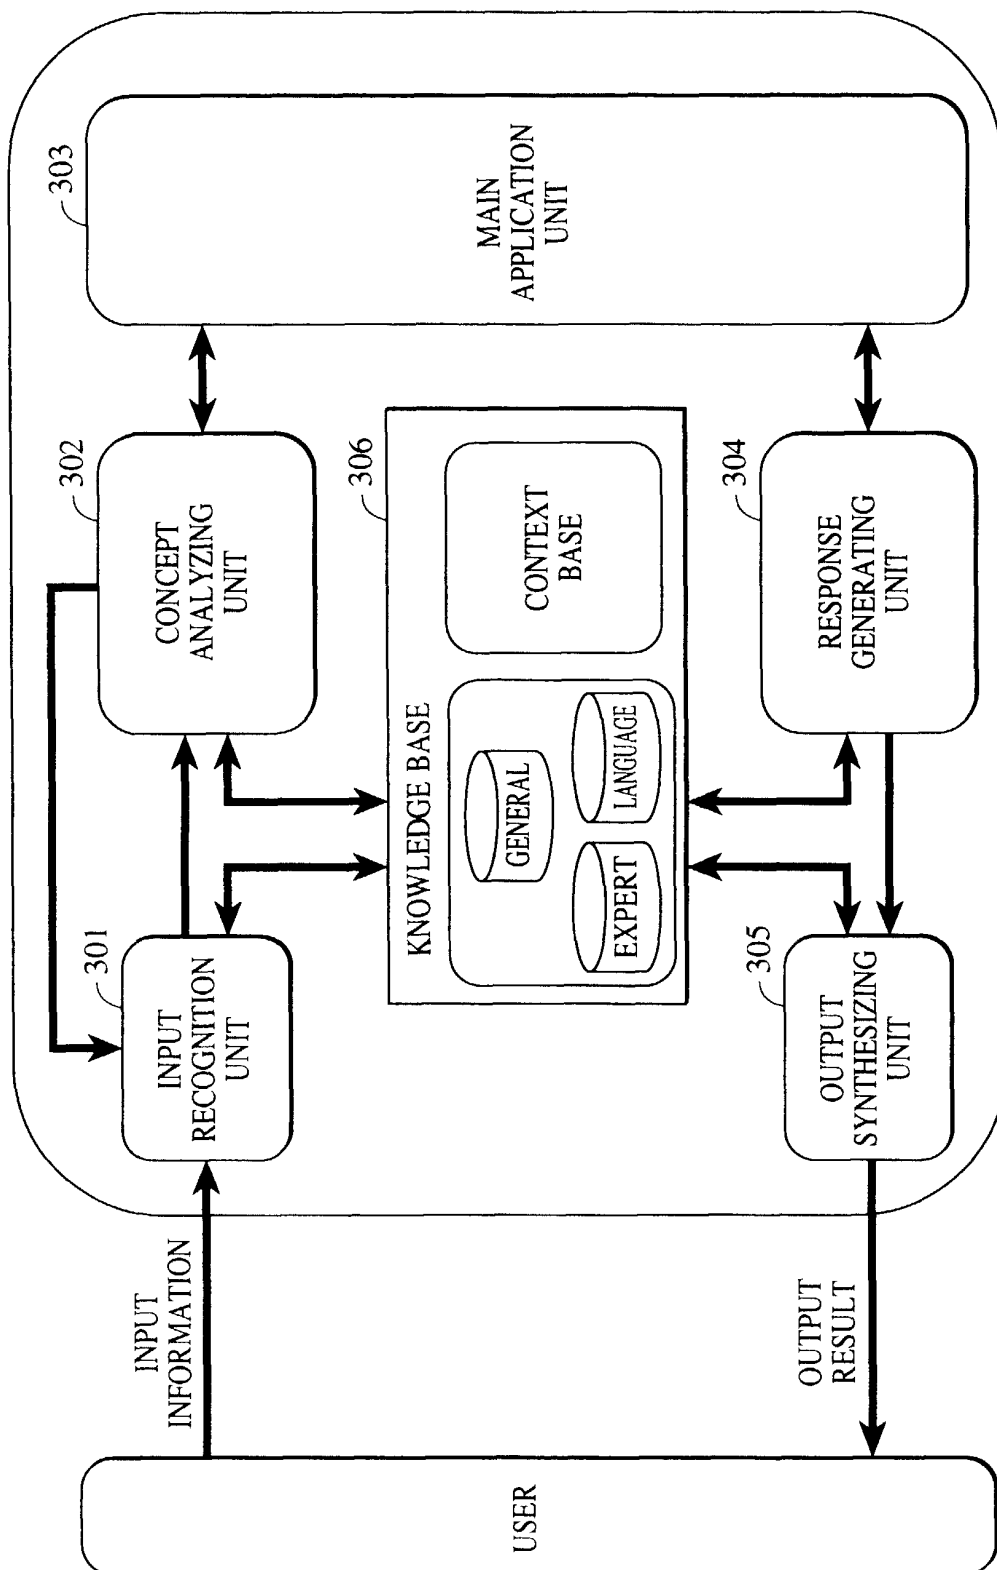 USER
INPUT
INFORMATION
OUTPUT
RESULT
301
INPUT
RECOGNITION
UNIT
302
CONCEPT
ANALYZING
UNIT
303
MAIN
APPLICATION
UNIT
306
KNOWLEDGE BASE
GENERAL
EXPERT
LANGUAGE
CONTEXT
BASE
305
OUTPUT
SYNTHESIZING
UNIT
304
RESPONSE
GENERATING
UNIT